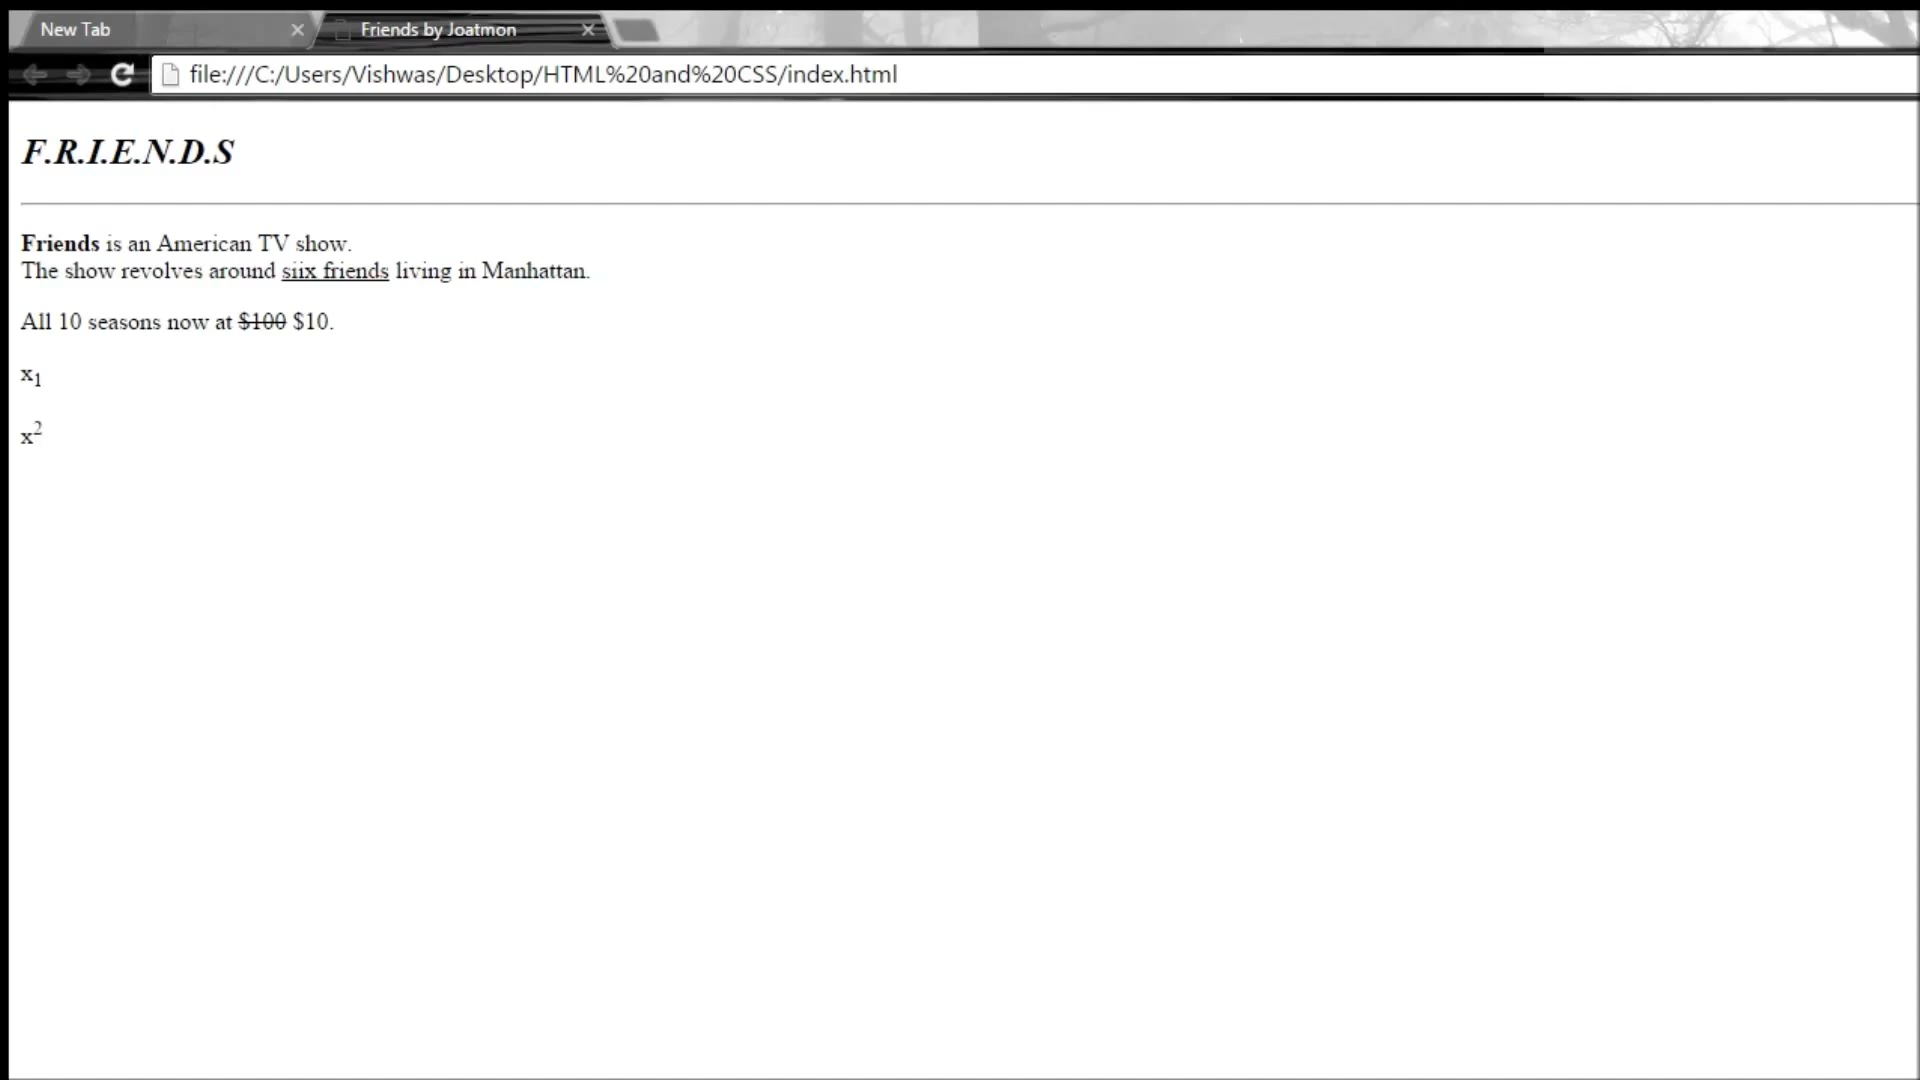 New Tab
Friends by Joatmon
file:///C:/Users/Vishwas/Desktop/HTML%20and%20CSS/index.html
F.R.I.E.N.D.S
Friends is an American TV show.
The show revolves around siix friends living in Manhattan.
All 10 seasons now at $100 $10.
x₁
x²